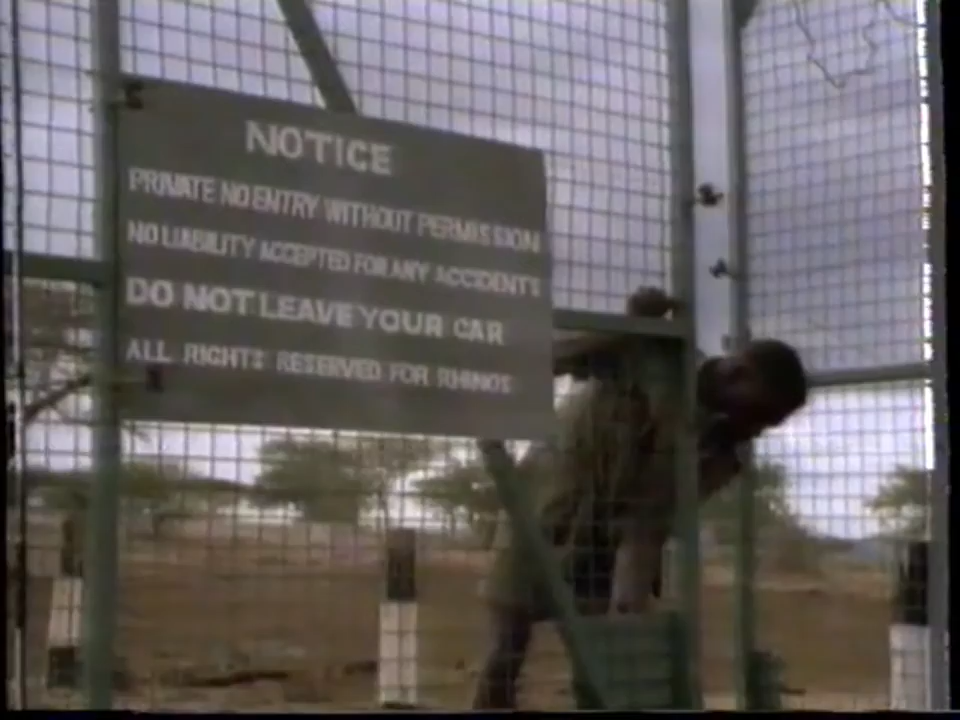 NOTICE
PRIVATE NO ENTRY WITHOUT PERMISSION
NO LIABILITY ACCEPTED FOR ANY ACCIDENTS
DO NOT LEAVE YOUR CAR
ALL RIGHTS RESERVED FOR RHINOS